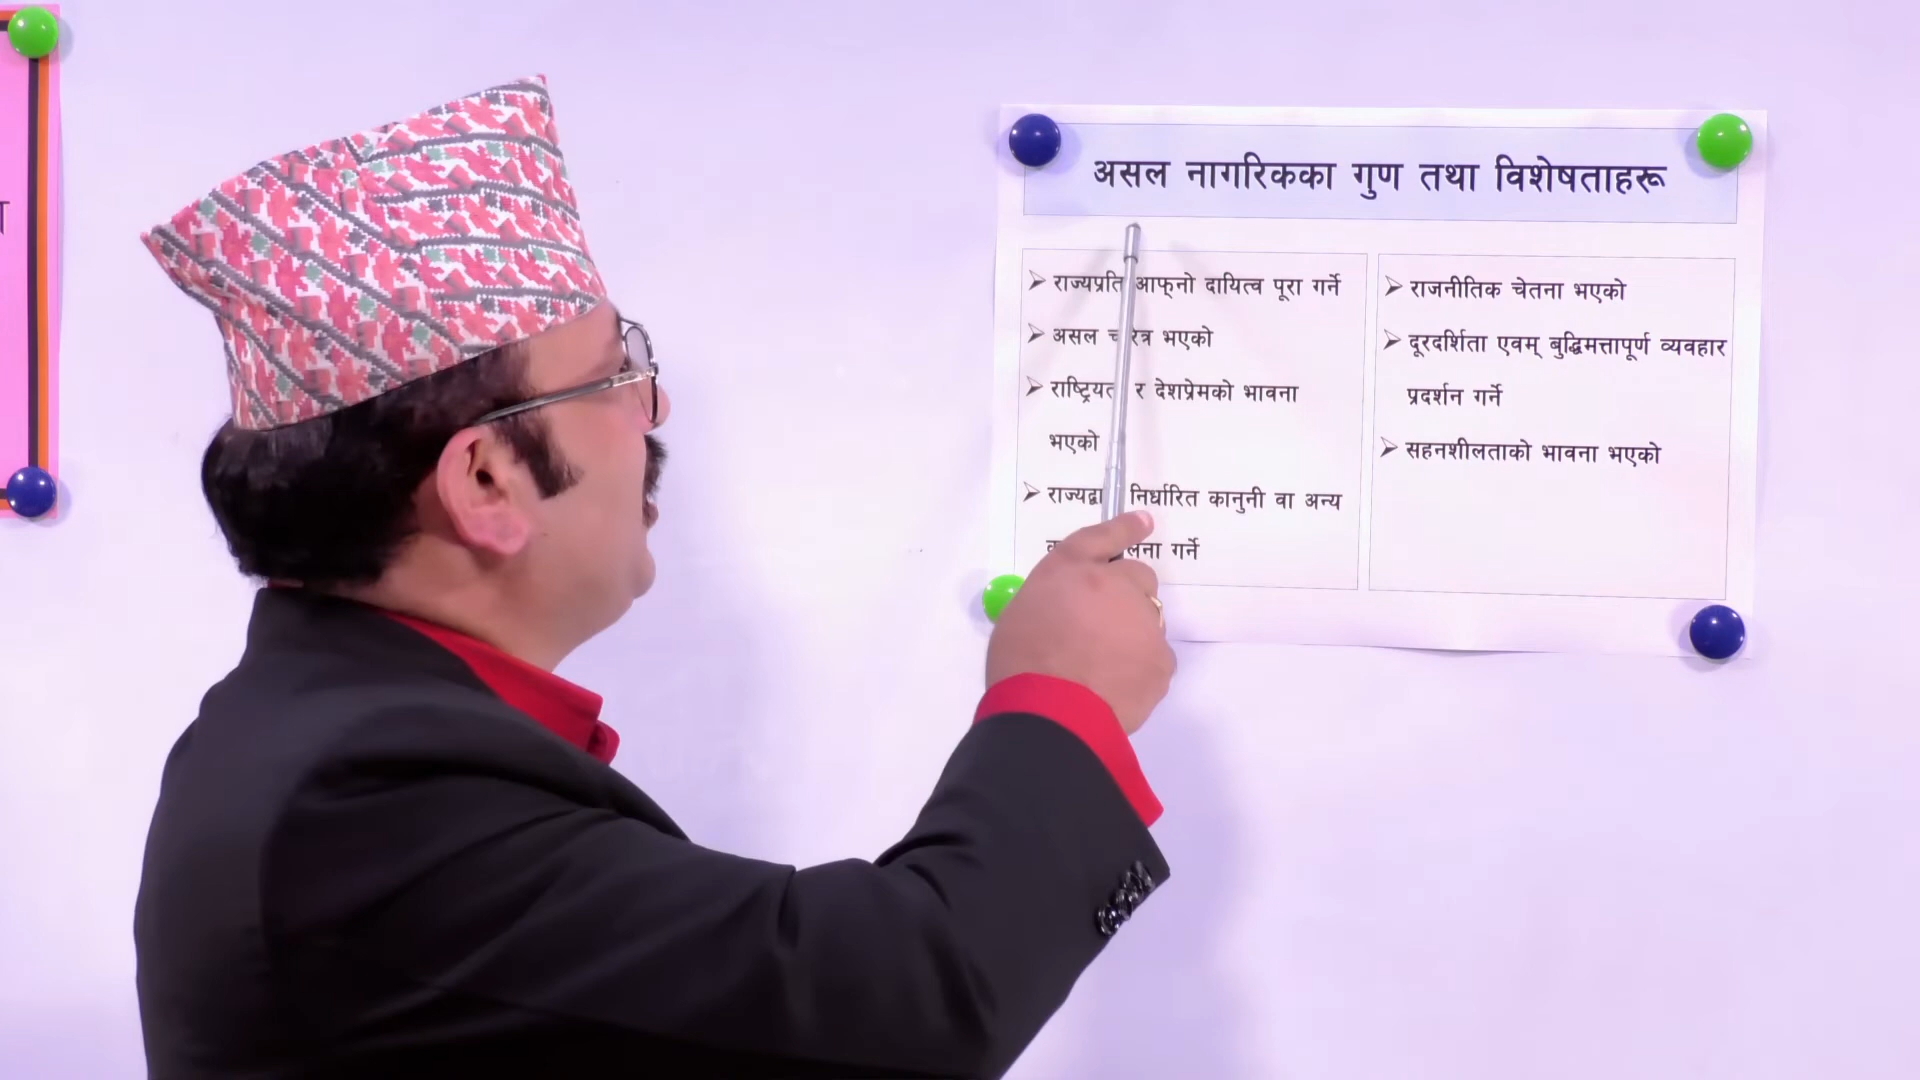 असल नागरिकका गुण तथा विशेषताहरू
राज्यप्रति आफ्नो दायित्व पूरा गर्ने
असल भएको
र देशप्रेमको भावना
भएको
निर्धारित कानुनी वा अन्य
गर्ने
राजनीतिक चेतना भएको
दूरदर्शिता एवम् बुद्धिमत्तापूर्ण व्यवहार
प्रदर्शन गर्ने
सहनशीलताको भावना भएको